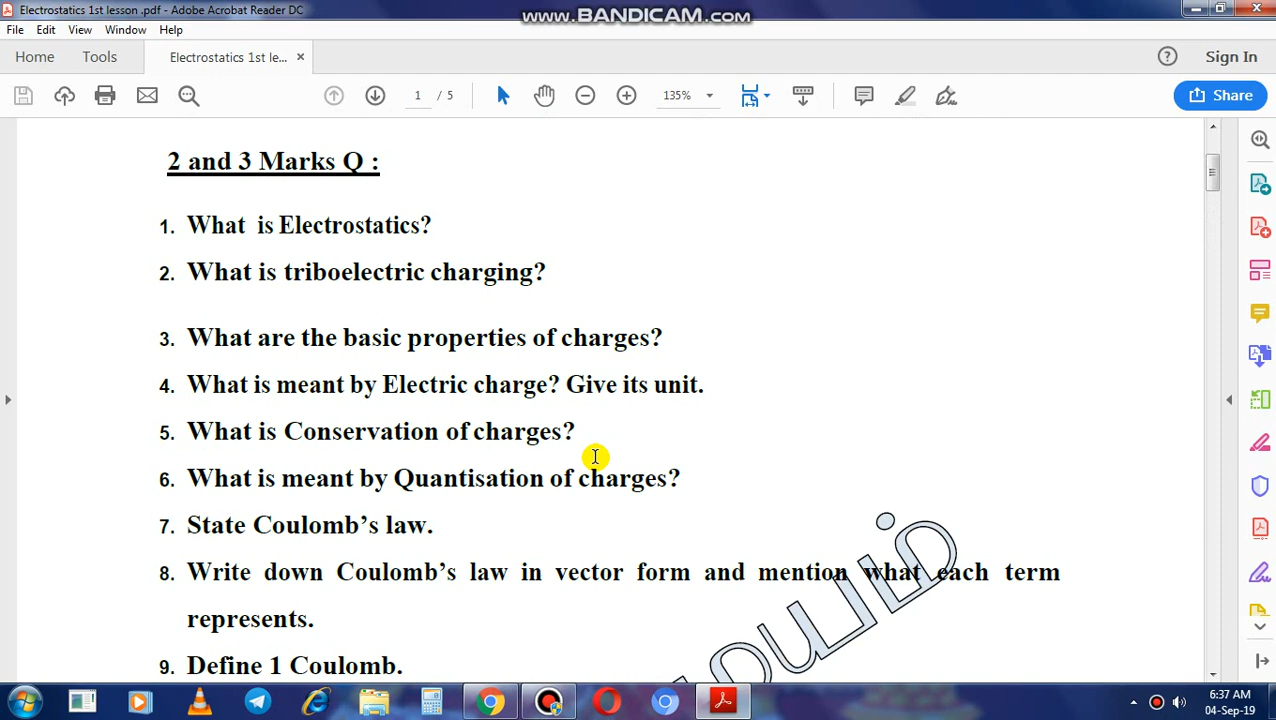 Electrostatics 1st lesson .pdf - Adobe Acrobat Reader DC
www.BANDICAM.com
File Edit View Window Help
Home Tools Electrostatics 1st le... × Sign In
1 / 5 135% Share
2 and 3 Marks Q :
1. What is Electrostatics?
2. What is triboelectric charging?
3. What are the basic properties of charges?
4. What is meant by Electric charge? Give its unit.
5. What is Conservation of charges?
6. What is meant by Quantisation of charges?
7. State Coulomb's law.
8. Write down Coulomb's law in vector form and mention what each term
represents.
9. Define 1 Coulomb.
6:37 AM
04-Sep-19